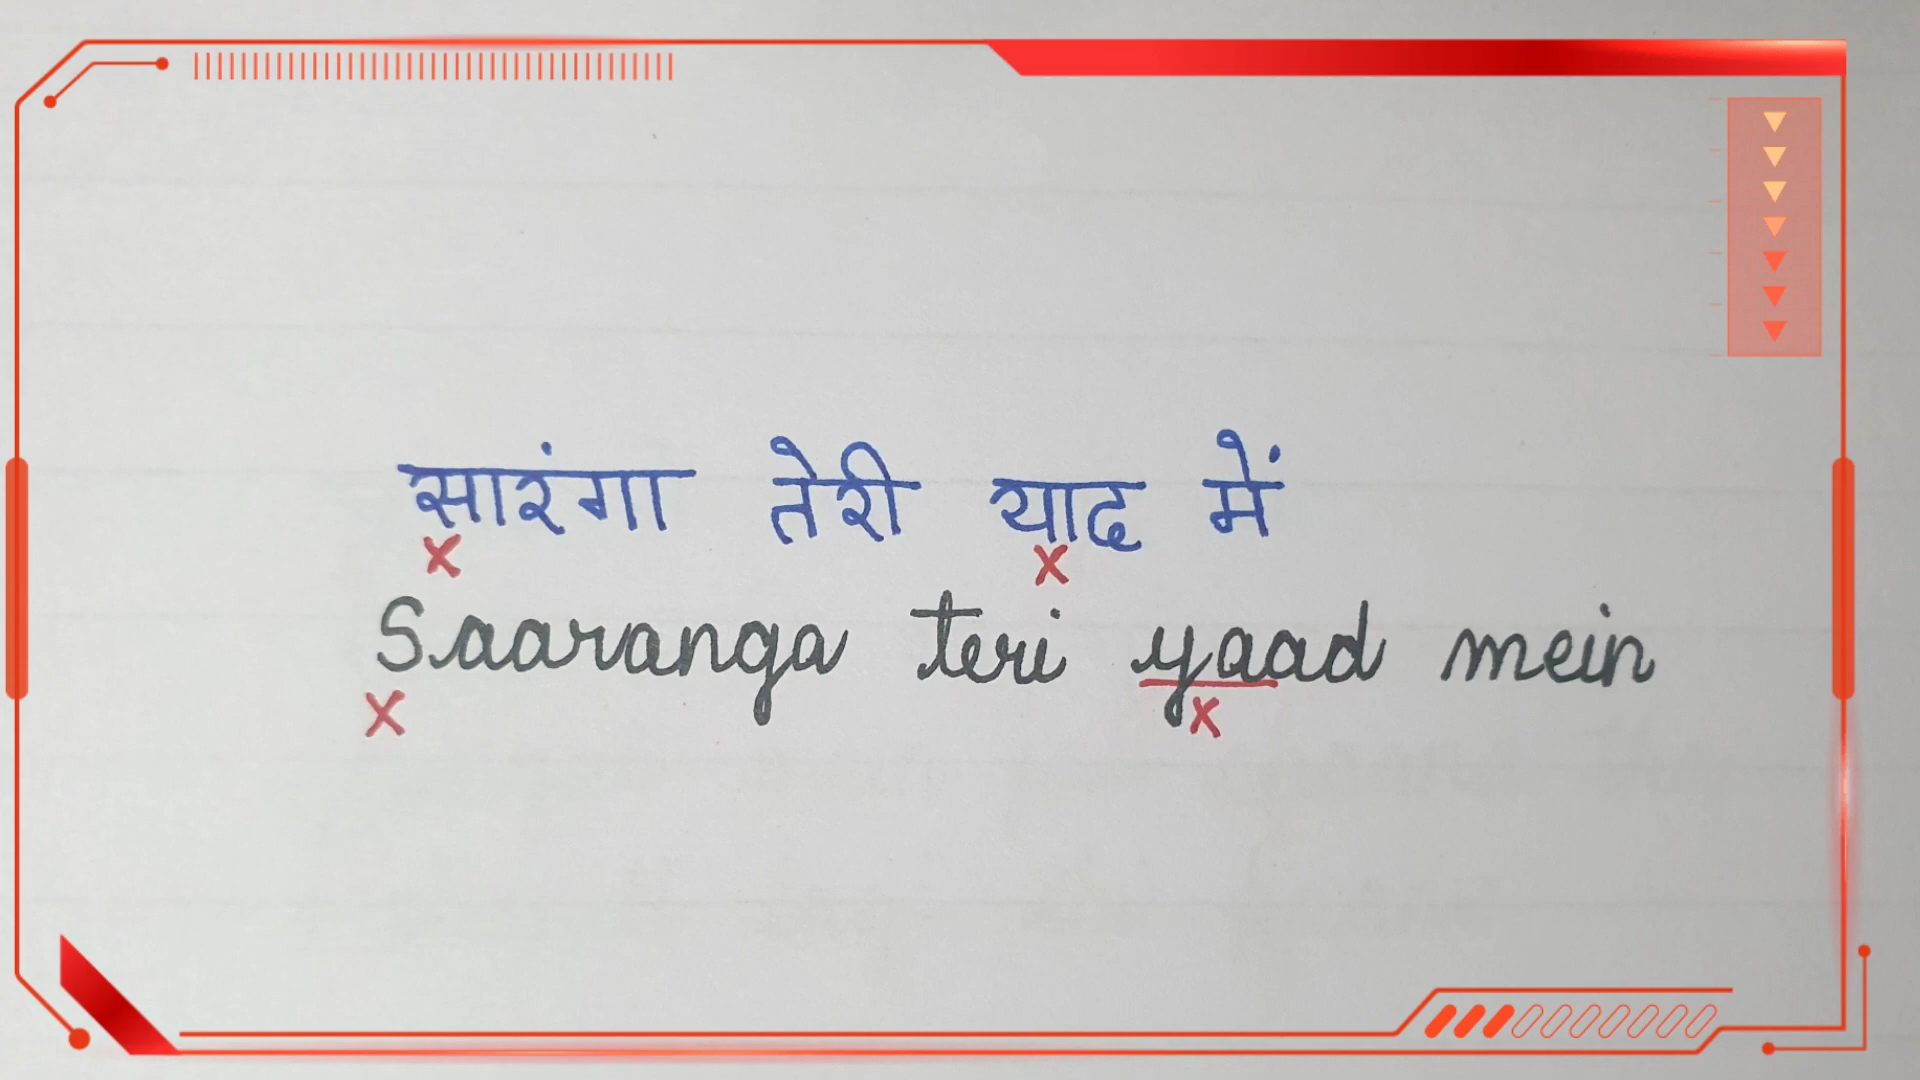 सारंगा तेरी याद में
x x
Saaranga teri yaad mein
x x